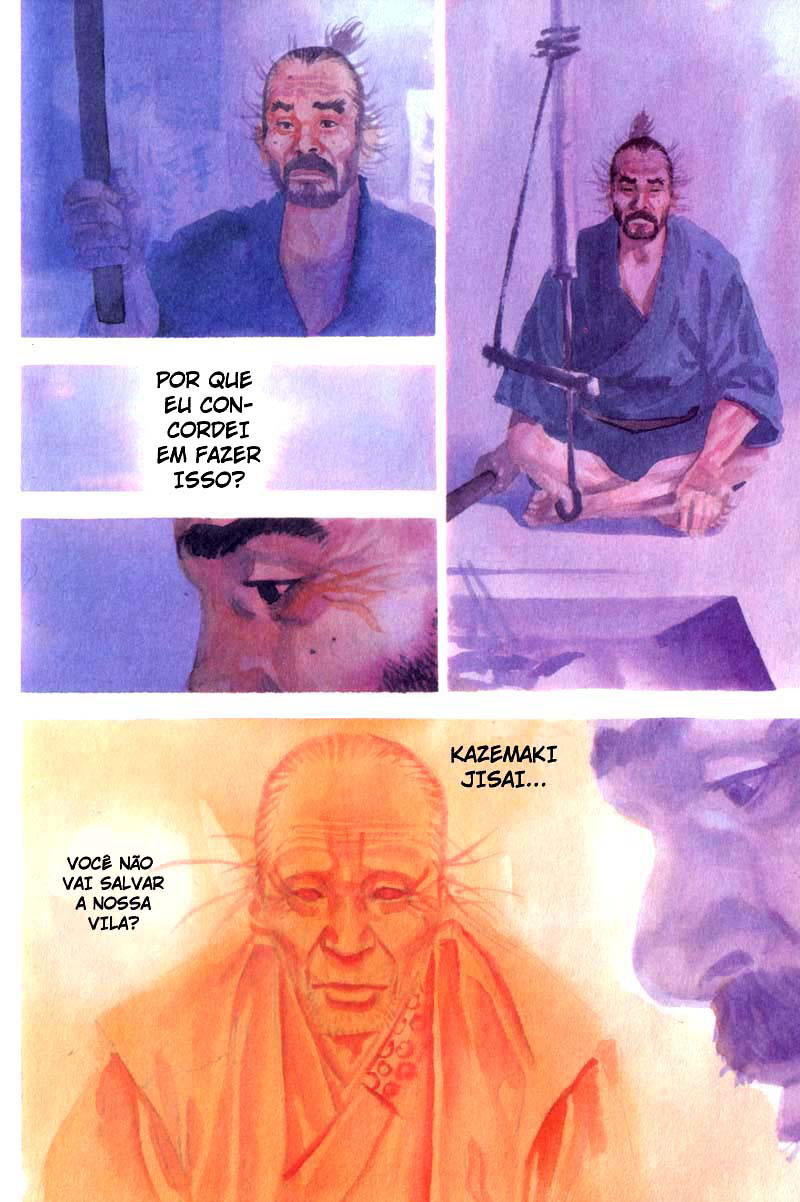 POR QUE
EU CON-
CORDEI
EM FAZER
ISSO?
KAZEMAKI
JISAI...
VOCÊ NÃO
VAI SALVAR
A NOSSA
VILA?